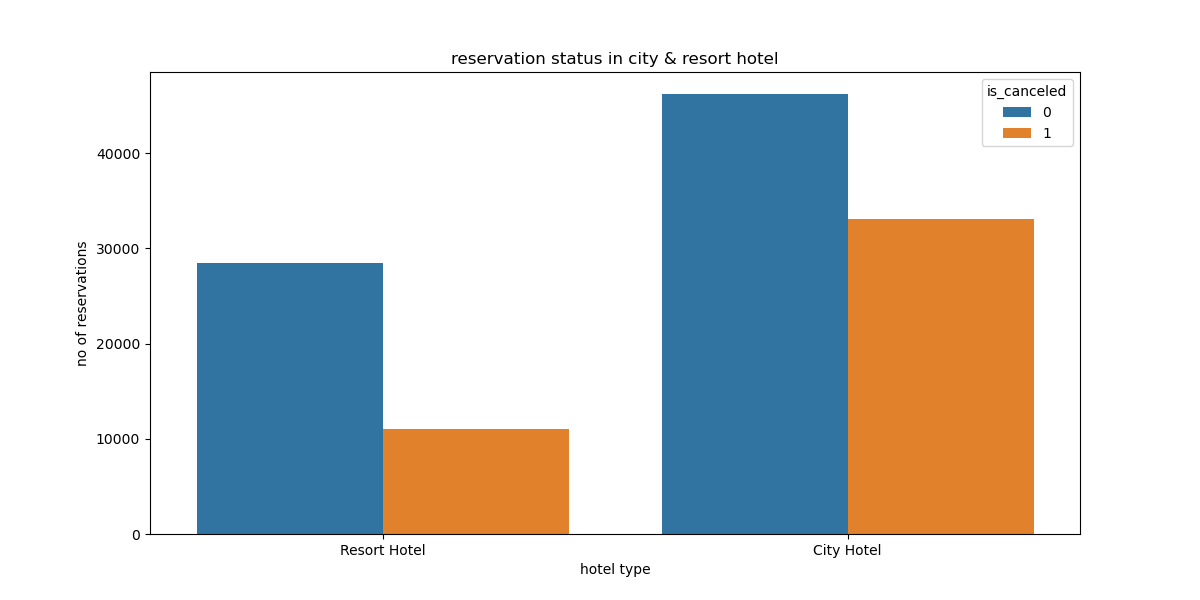 reservation status in city & resort hotel
is_canceled
0
1
40000
30000
20000
10000
0
no of reservations
Resort Hotel
City Hotel
hotel type